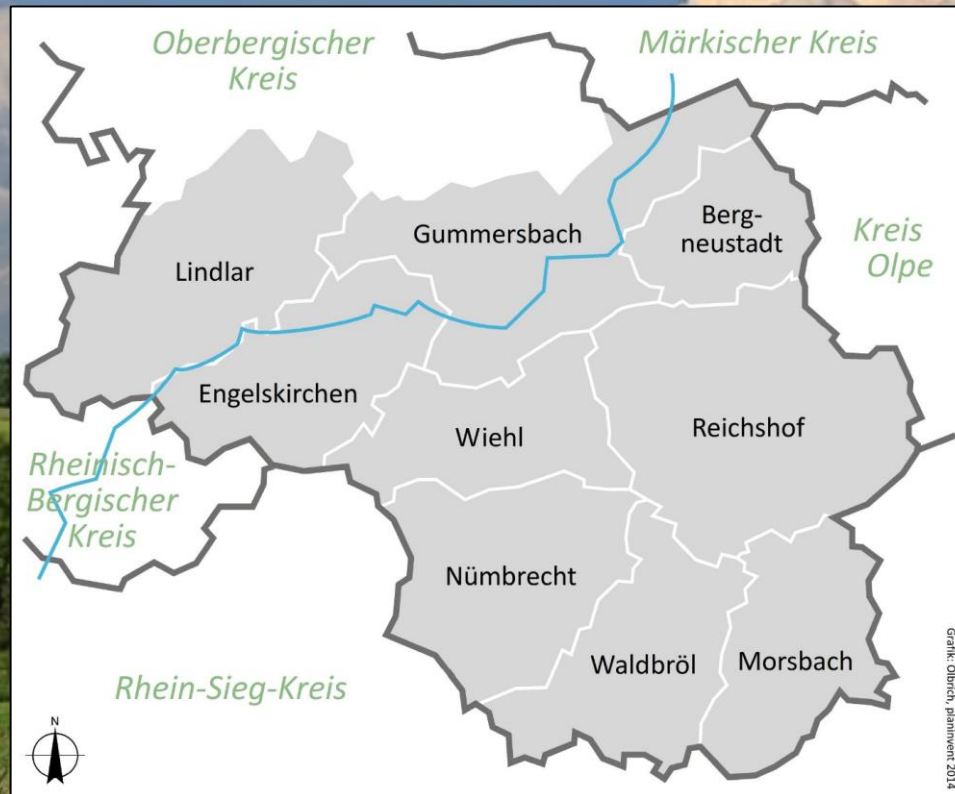 Oberbergischer
Kreis
Märkischer Kreis
Gummersbach
Berg-
neustadt
Kreis
Olpe
Lindlar
Engelskirchen
Wiehl
Reichshof
Rheinisch-
Bergischer
Kreis
Nümbrecht
Waldbröl
Morsbach
Rhein-Sieg-Kreis
N
Grafik: Olbrich, planinvent 2014